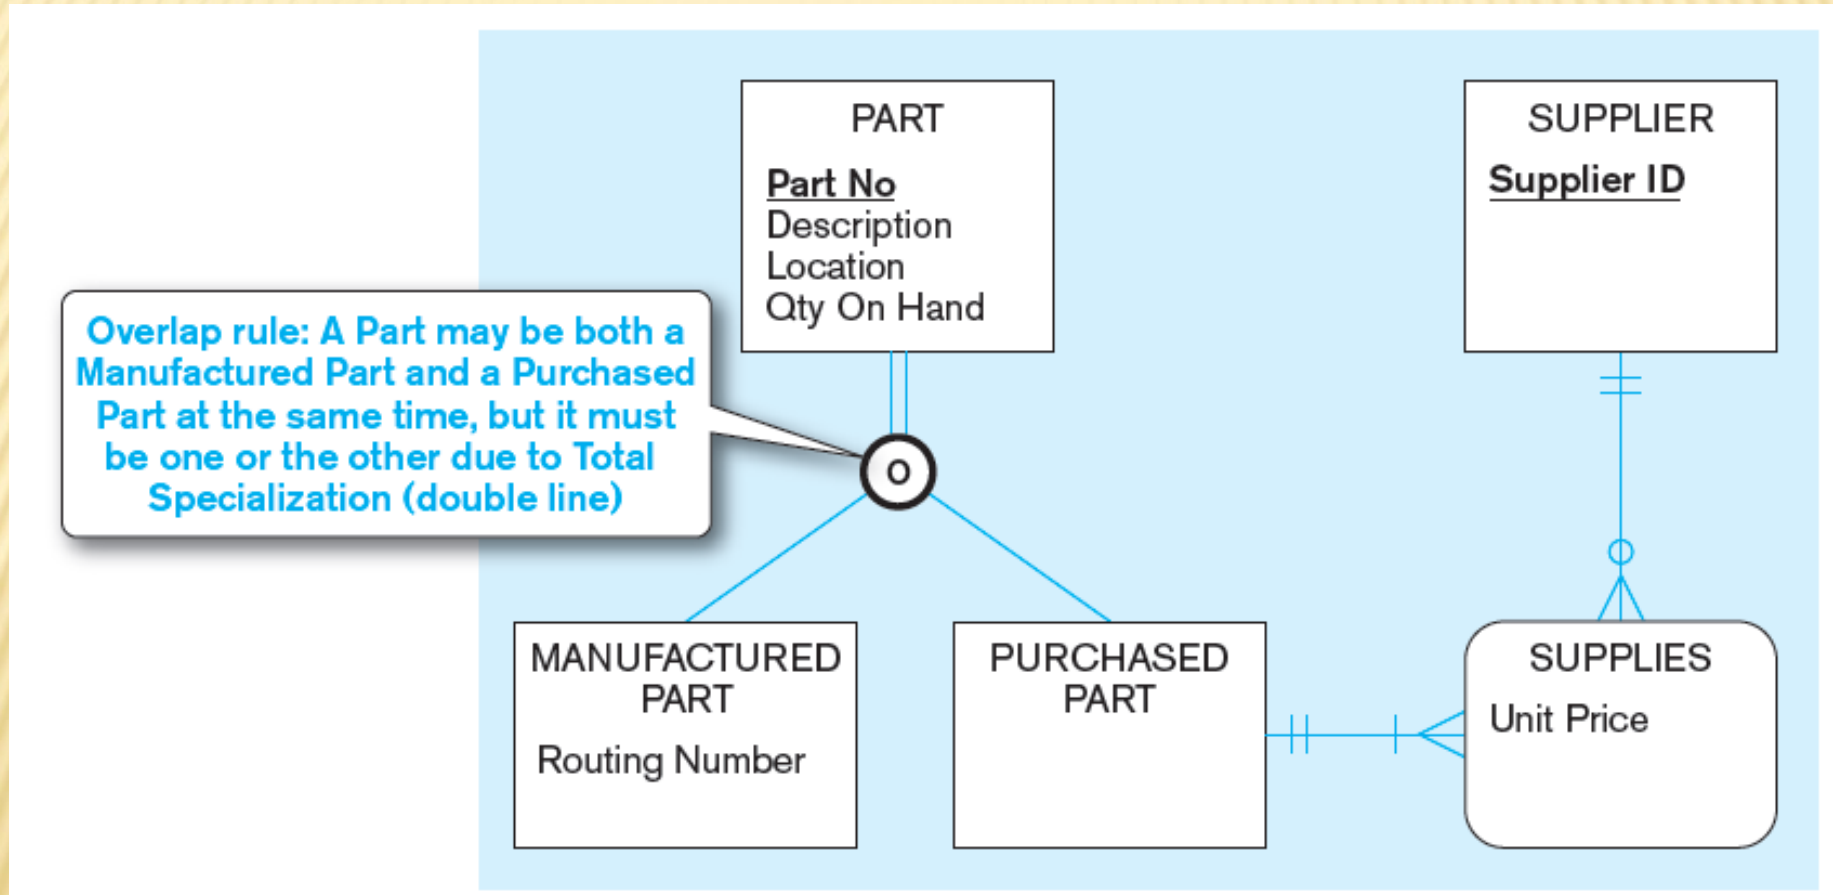 PART
Part No
Description
Location
Qty On Hand
SUPPLIER
Supplier ID
Overlap rule: A Part may be both a
Manufactured Part and a Purchased
Part at the same time, but it must
be one or the other due to Total
Specialization (double line)
O
MANUFACTURED
PART
Routing Number
PURCHASED
PART
SUPPLIES
Unit Price